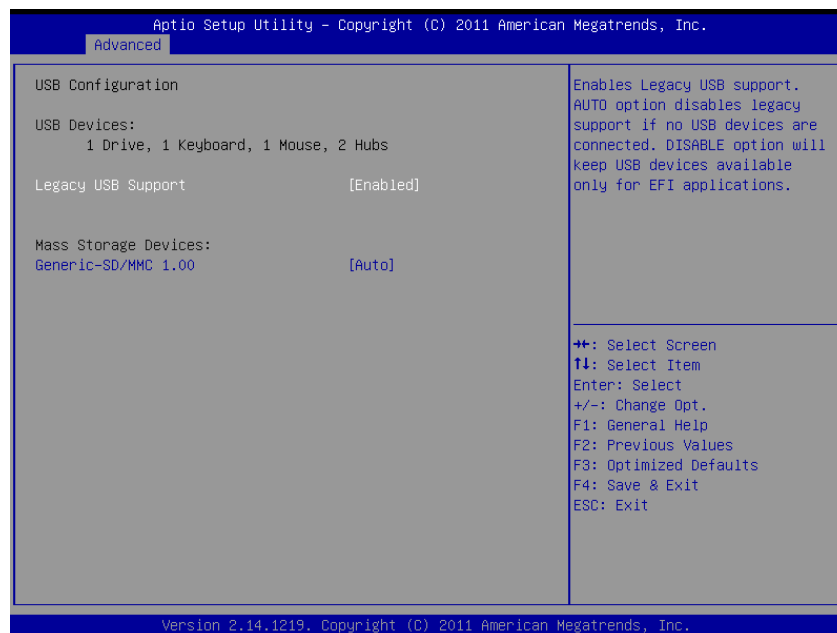 Aptio Setup Utility – Copyright (C) 2011 American Megatrends, Inc.
Advanced
USB Configuration
USB Devices:
1 Drive, 1 Keyboard, 1 Mouse, 2 Hubs
Legacy USB Support [Enabled]
Mass Storage Devices:
Generic-SD/MMC 1.00 [Auto]
Enables Legacy USB support.
AUTO option disables legacy
support if no USB devices are
connected. DISABLE option will
keep USB devices available
only for EFI applications.
→←: Select Screen
↑↓: Select Item
Enter: Select
+/-: Change Opt.
F1: General Help
F2: Previous Values
F3: Optimized Defaults
F4: Save & Exit
ESC: Exit
Version 2.14.1219. Copyright (C) 2011 American Megatrends, Inc.